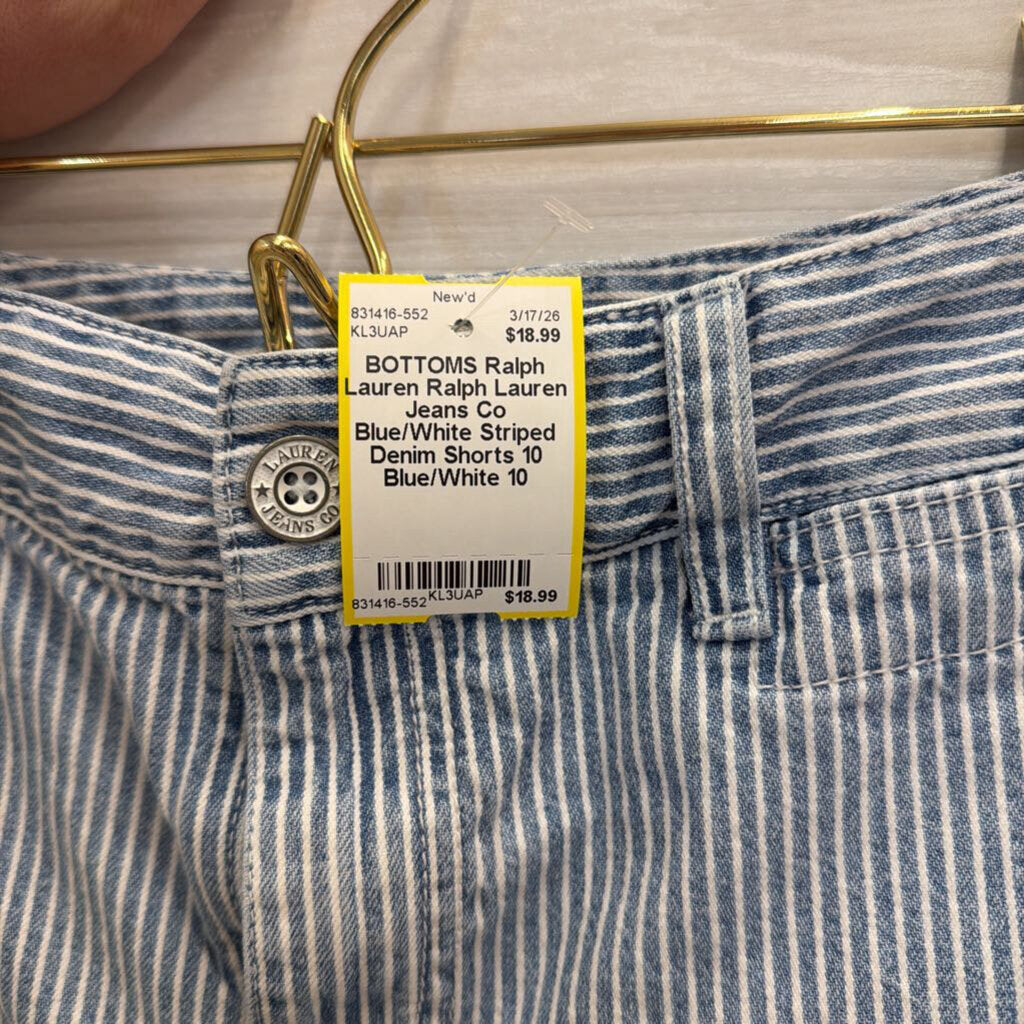 New'd
831416-552 3/17/26
KL3UAP $18.99
BOTTOMS Ralph
Lauren Ralph Lauren
Jeans Co
Blue/White Striped
Denim Shorts 10
Blue/White 10
831416-552 KL3UAP $18.99
LAUREN
JEANS CO